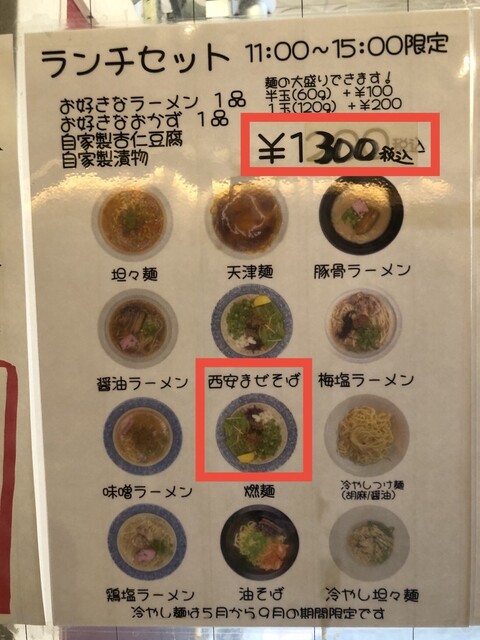 ランチセット 11:00～15:00限定
麺の大盛りできます!
半玉(60g) +¥100
1玉(120g) +¥200
お好きなラーメン 1品
お好きなおかず 1品
自家製杏仁豆腐
自家製漬物
¥1300税込
坦々麺 天津麺 豚骨ラーメン
醤油ラーメン 西安まぜそば 梅塩ラーメン
味噌ラーメン 燃麺 冷やしつけ麺
(胡麻/醤油)
鶏塩ラーメン 油そば 冷やし坦々麺
冷やし麺は5月から9月の期間限定です